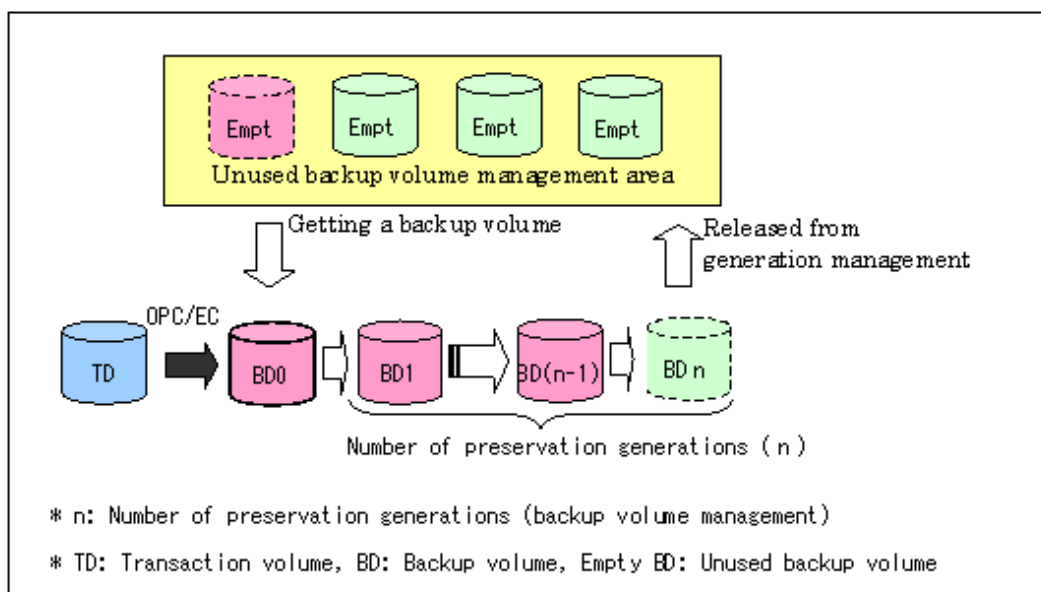 Empt Empt Empt Empt
Unused backup volume management area
Getting a backup volume
Released from
generation management
OPC/EC
TD BD0 BD1 BD(n-1) BDn
Number of preservation generations (n)
* n: Number of preservation generations (backup volume management)
* TD: Transaction volume, BD: Backup volume, Empty BD: Unused backup volume